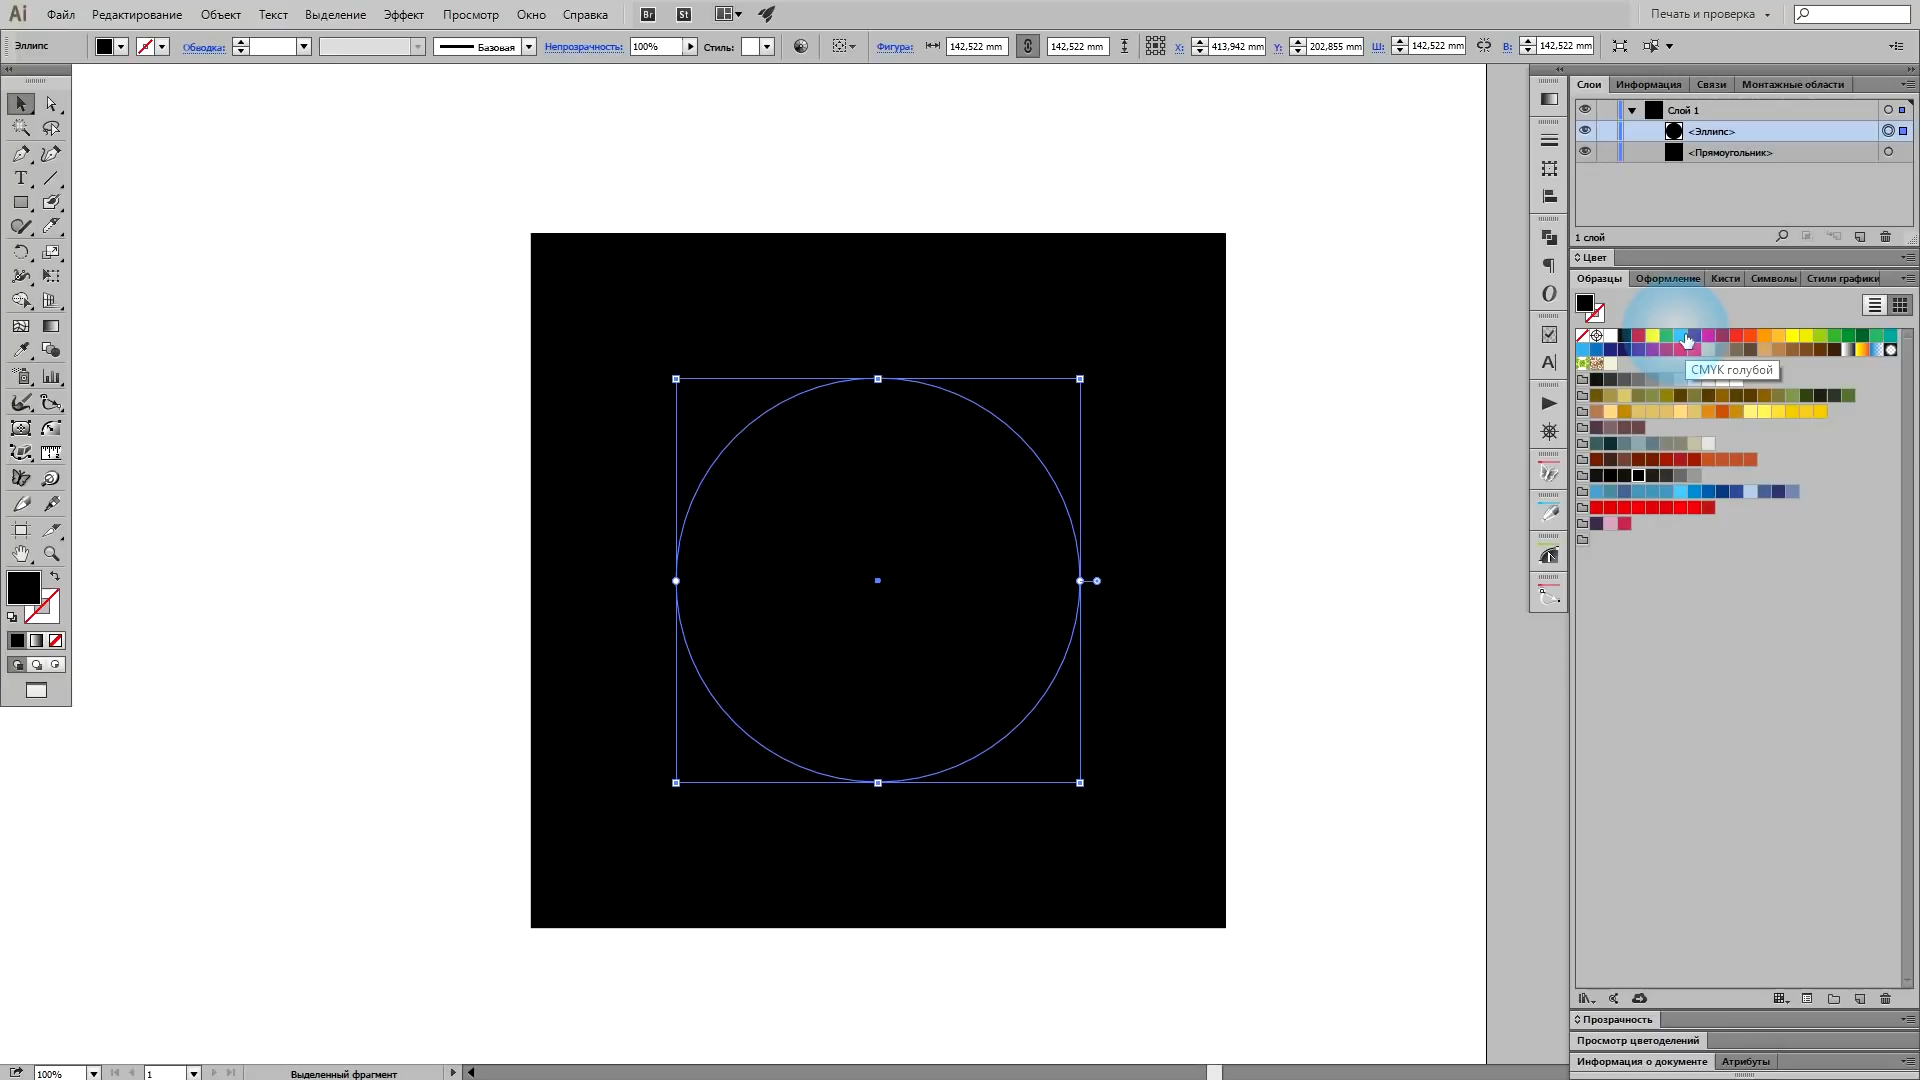 Ai Файл Редактирование Объект Текст Выделение Эффект Просмотр Окно Справка Br St Печать и проверка
Эллипс Обводка: Базовая Непрозрачность: 100% Стиль: Фигура: 142,522 mm 142,522 mm X: 413,942 mm Y: 202,855 mm Ш: 142,522 mm В: 142,522 mm
Слои Информация Связи Монтажные области
Слой 1
<Эллипс>
<Прямоугольник>
1 слой
Цвет
Образцы Оформление Кисти Символы Стили графики
CMYK голубой
Прозрачность
Просмотр цветоделений
Информация о документе Атрибуты
100% 1 Выделенный фрагмент